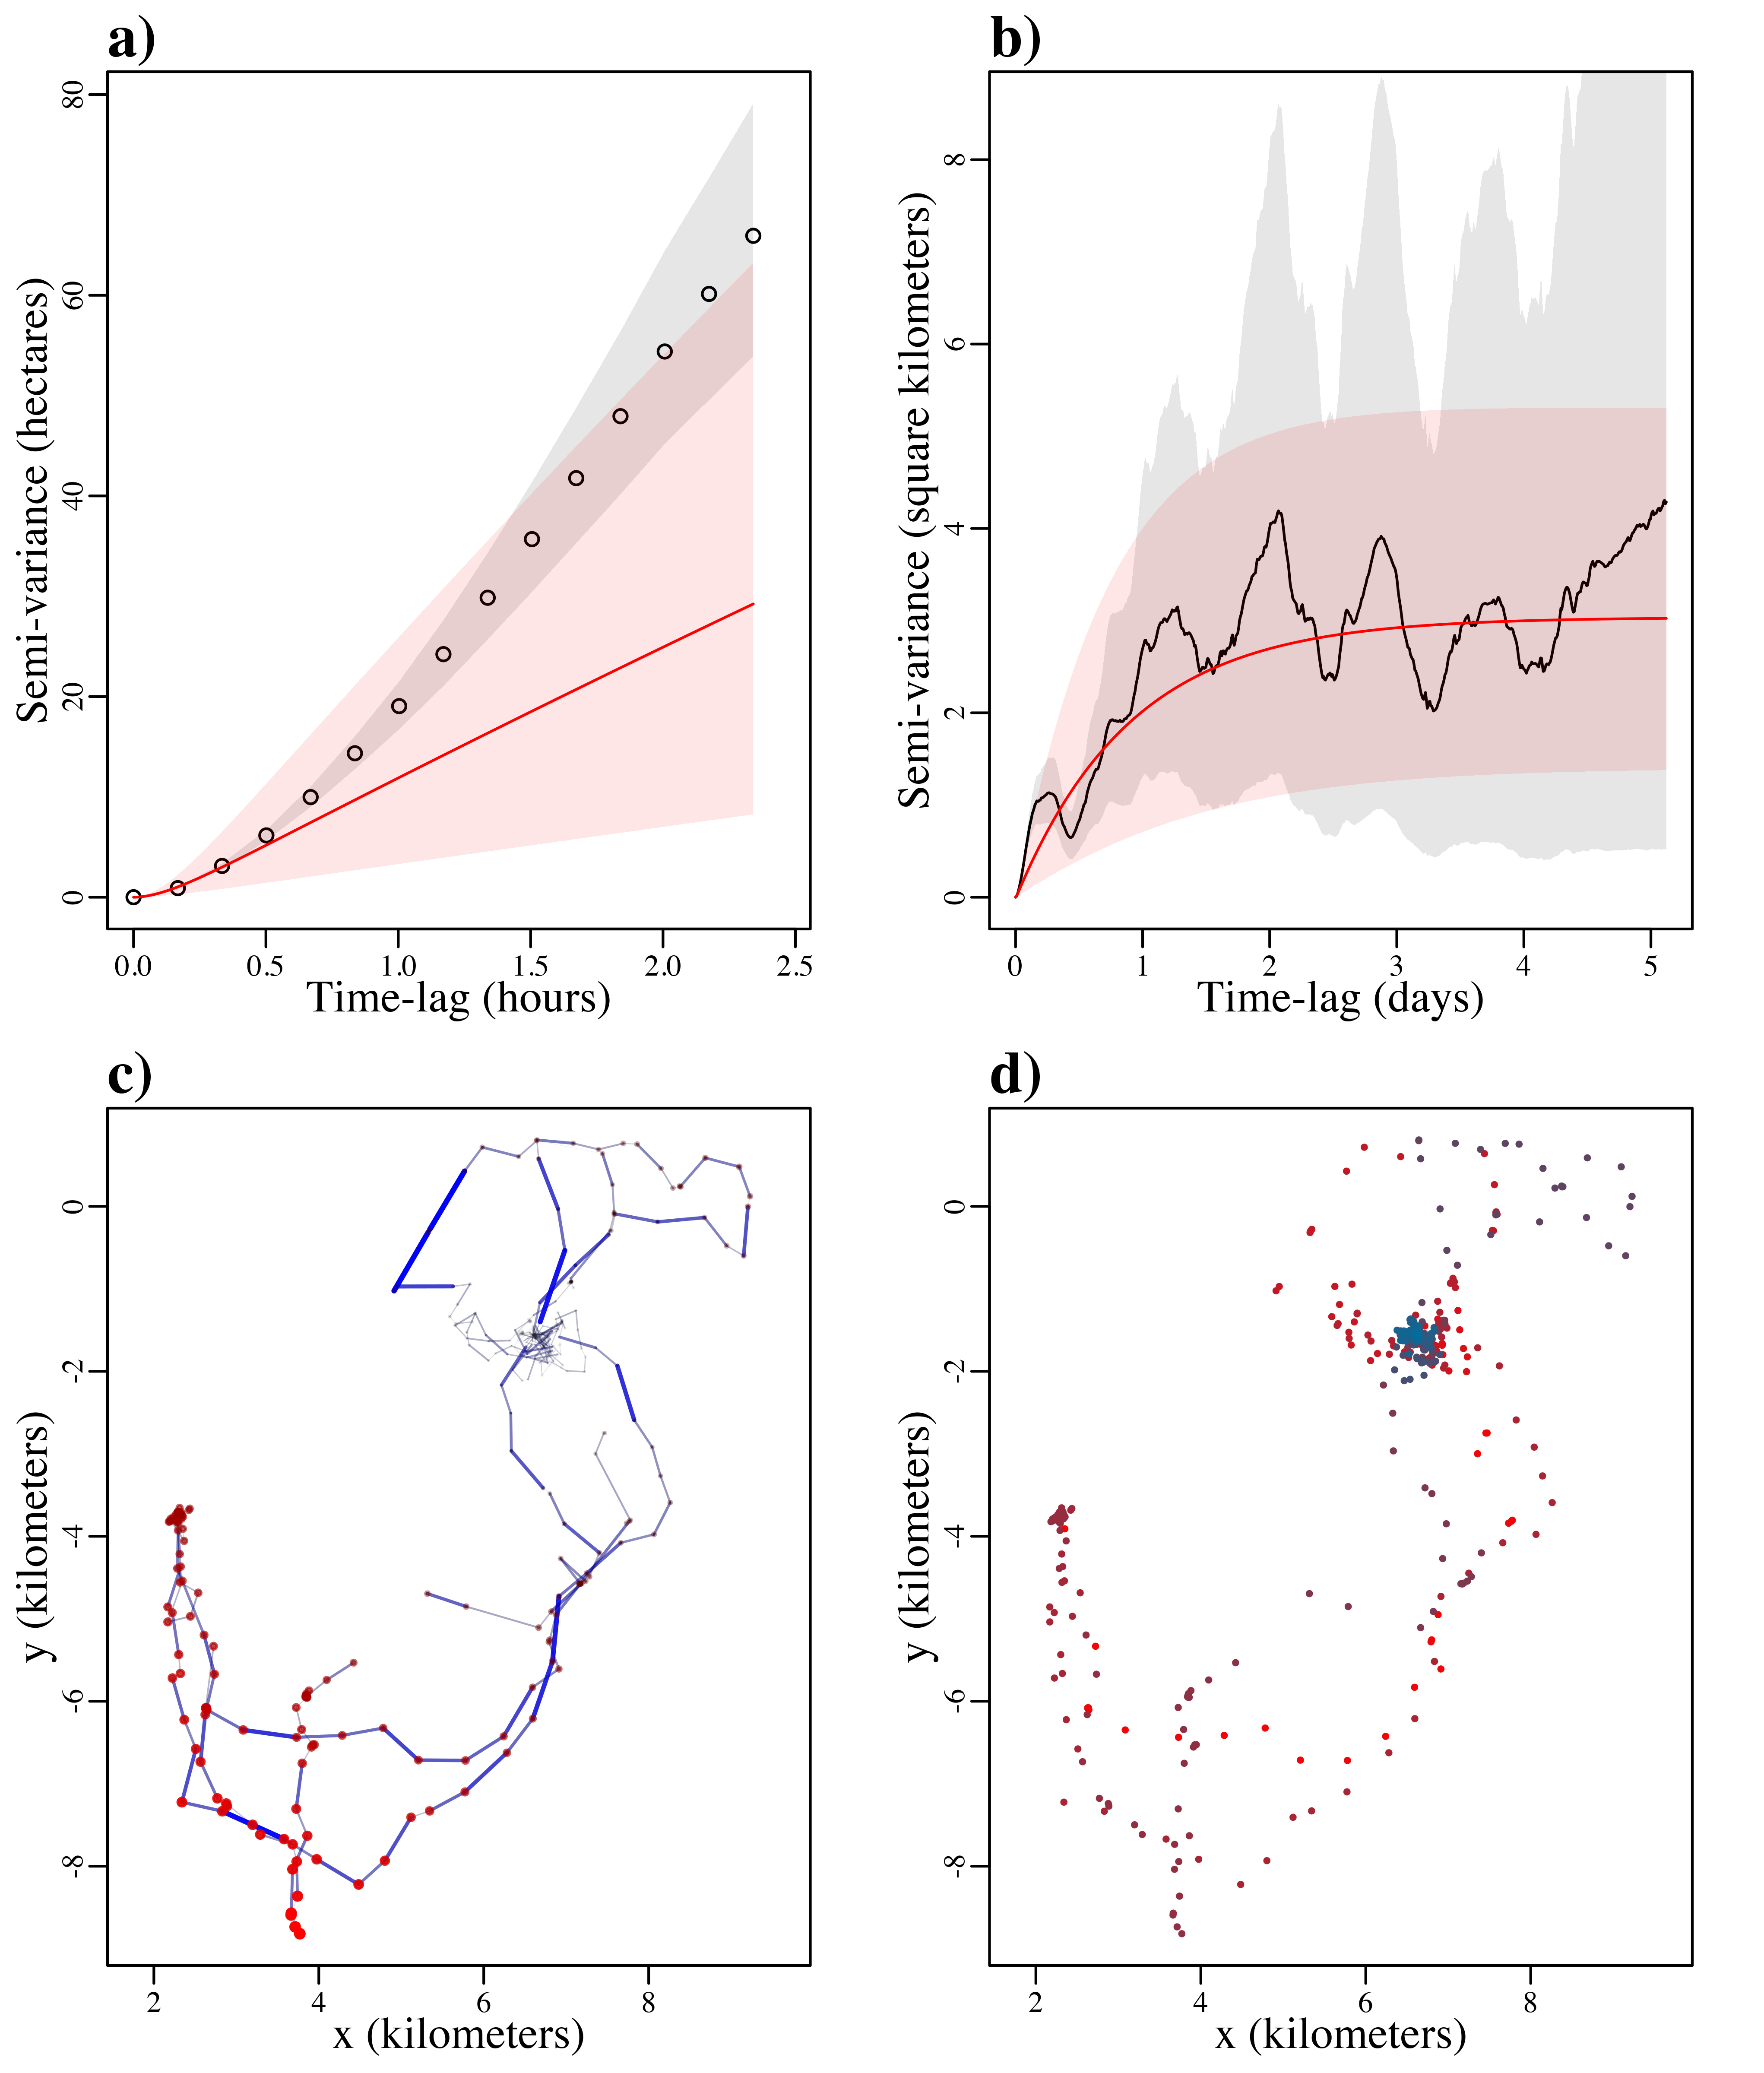 a)
Semi-variance (hectares)
80
60
40
20
0
0.0 0.5 1.0 1.5 2.0 2.5
Time-lag (hours)
b)
Semi-variance (square kilometers)
8
6
4
2
0
0 1 2 3 4 5
Time-lag (days)
c)
y (kilometers)
0
-2
-4
-6
-8
2 4 6 8
x (kilometers)
d)
y (kilometers)
0
-2
-4
-6
-8
2 4 6 8
x (kilometers)